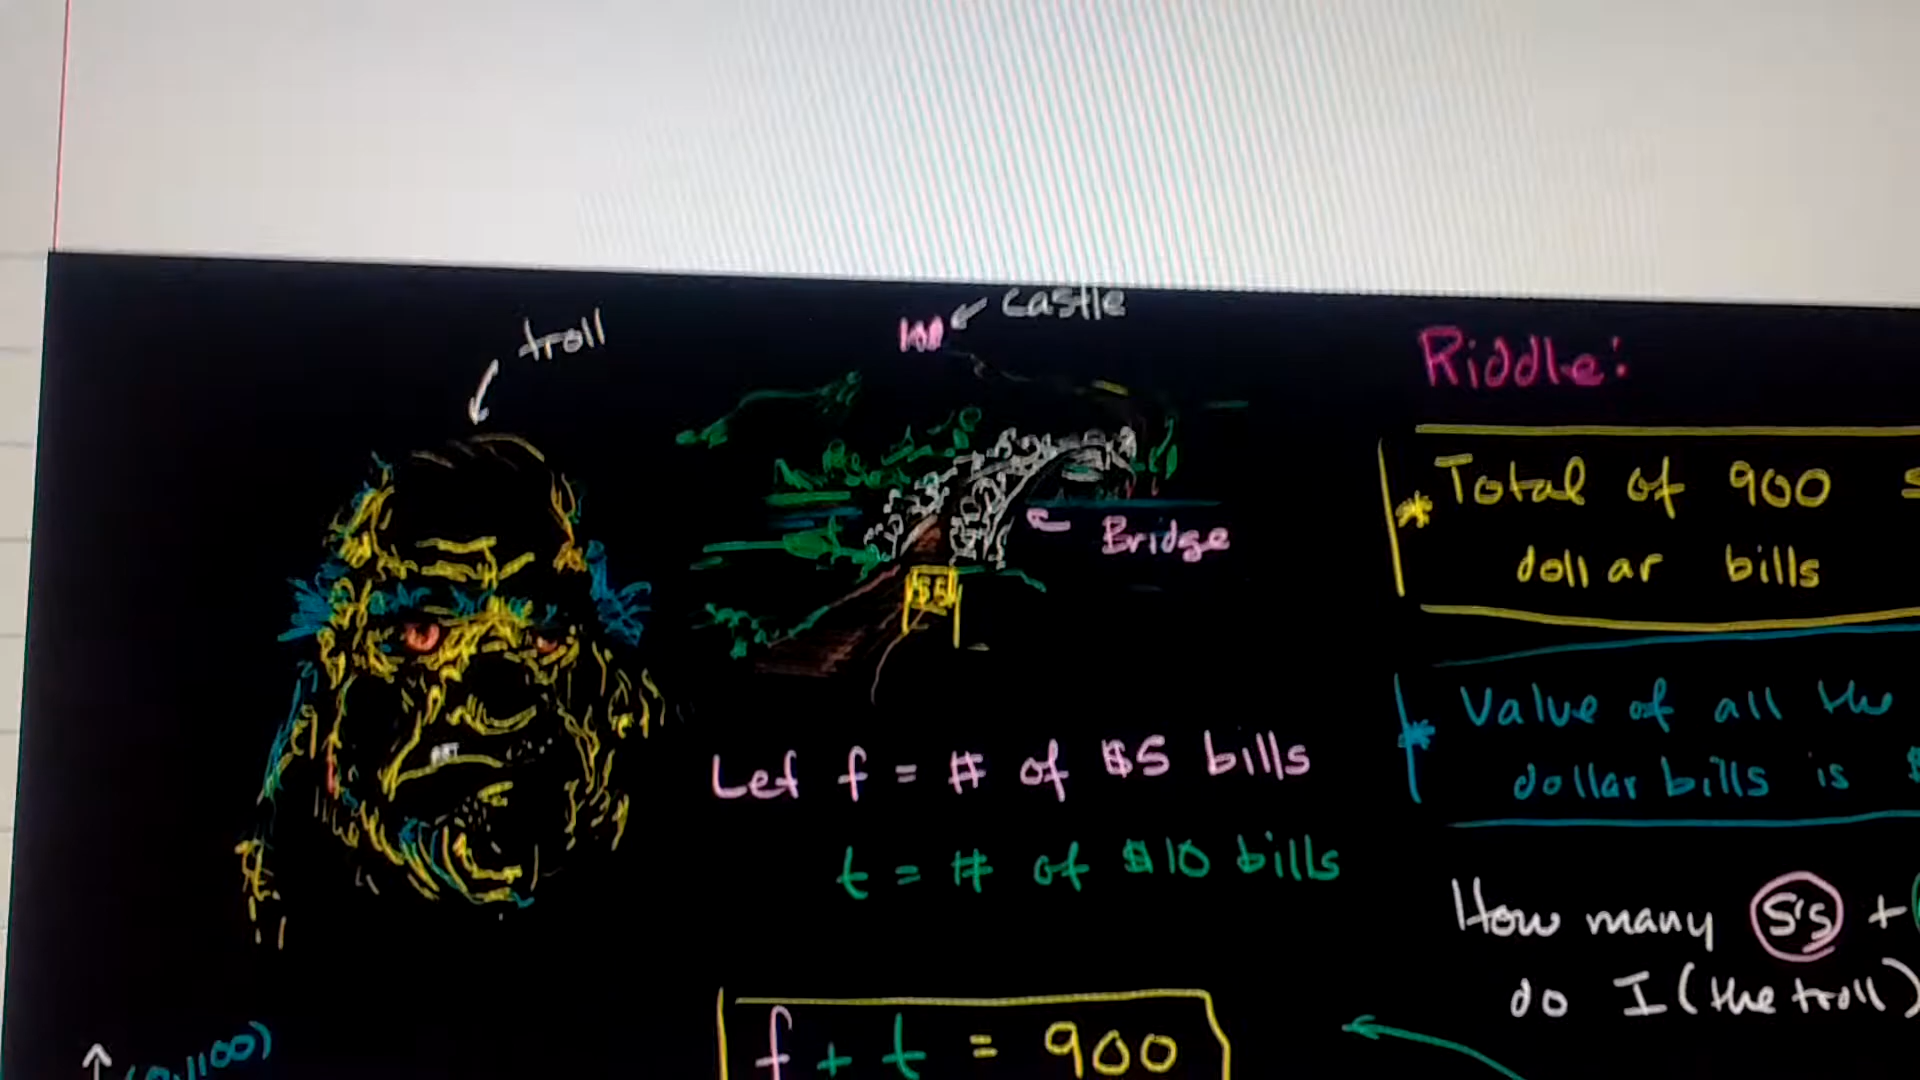 troll
castle
Bridge
$5
Let f = # of $5 bills
t = # of $10 bills
f + t = 900
Riddle:
* Total of 900
dollar bills
* Value of all the
dollar bills is
How many 5's +
do I (the troll)